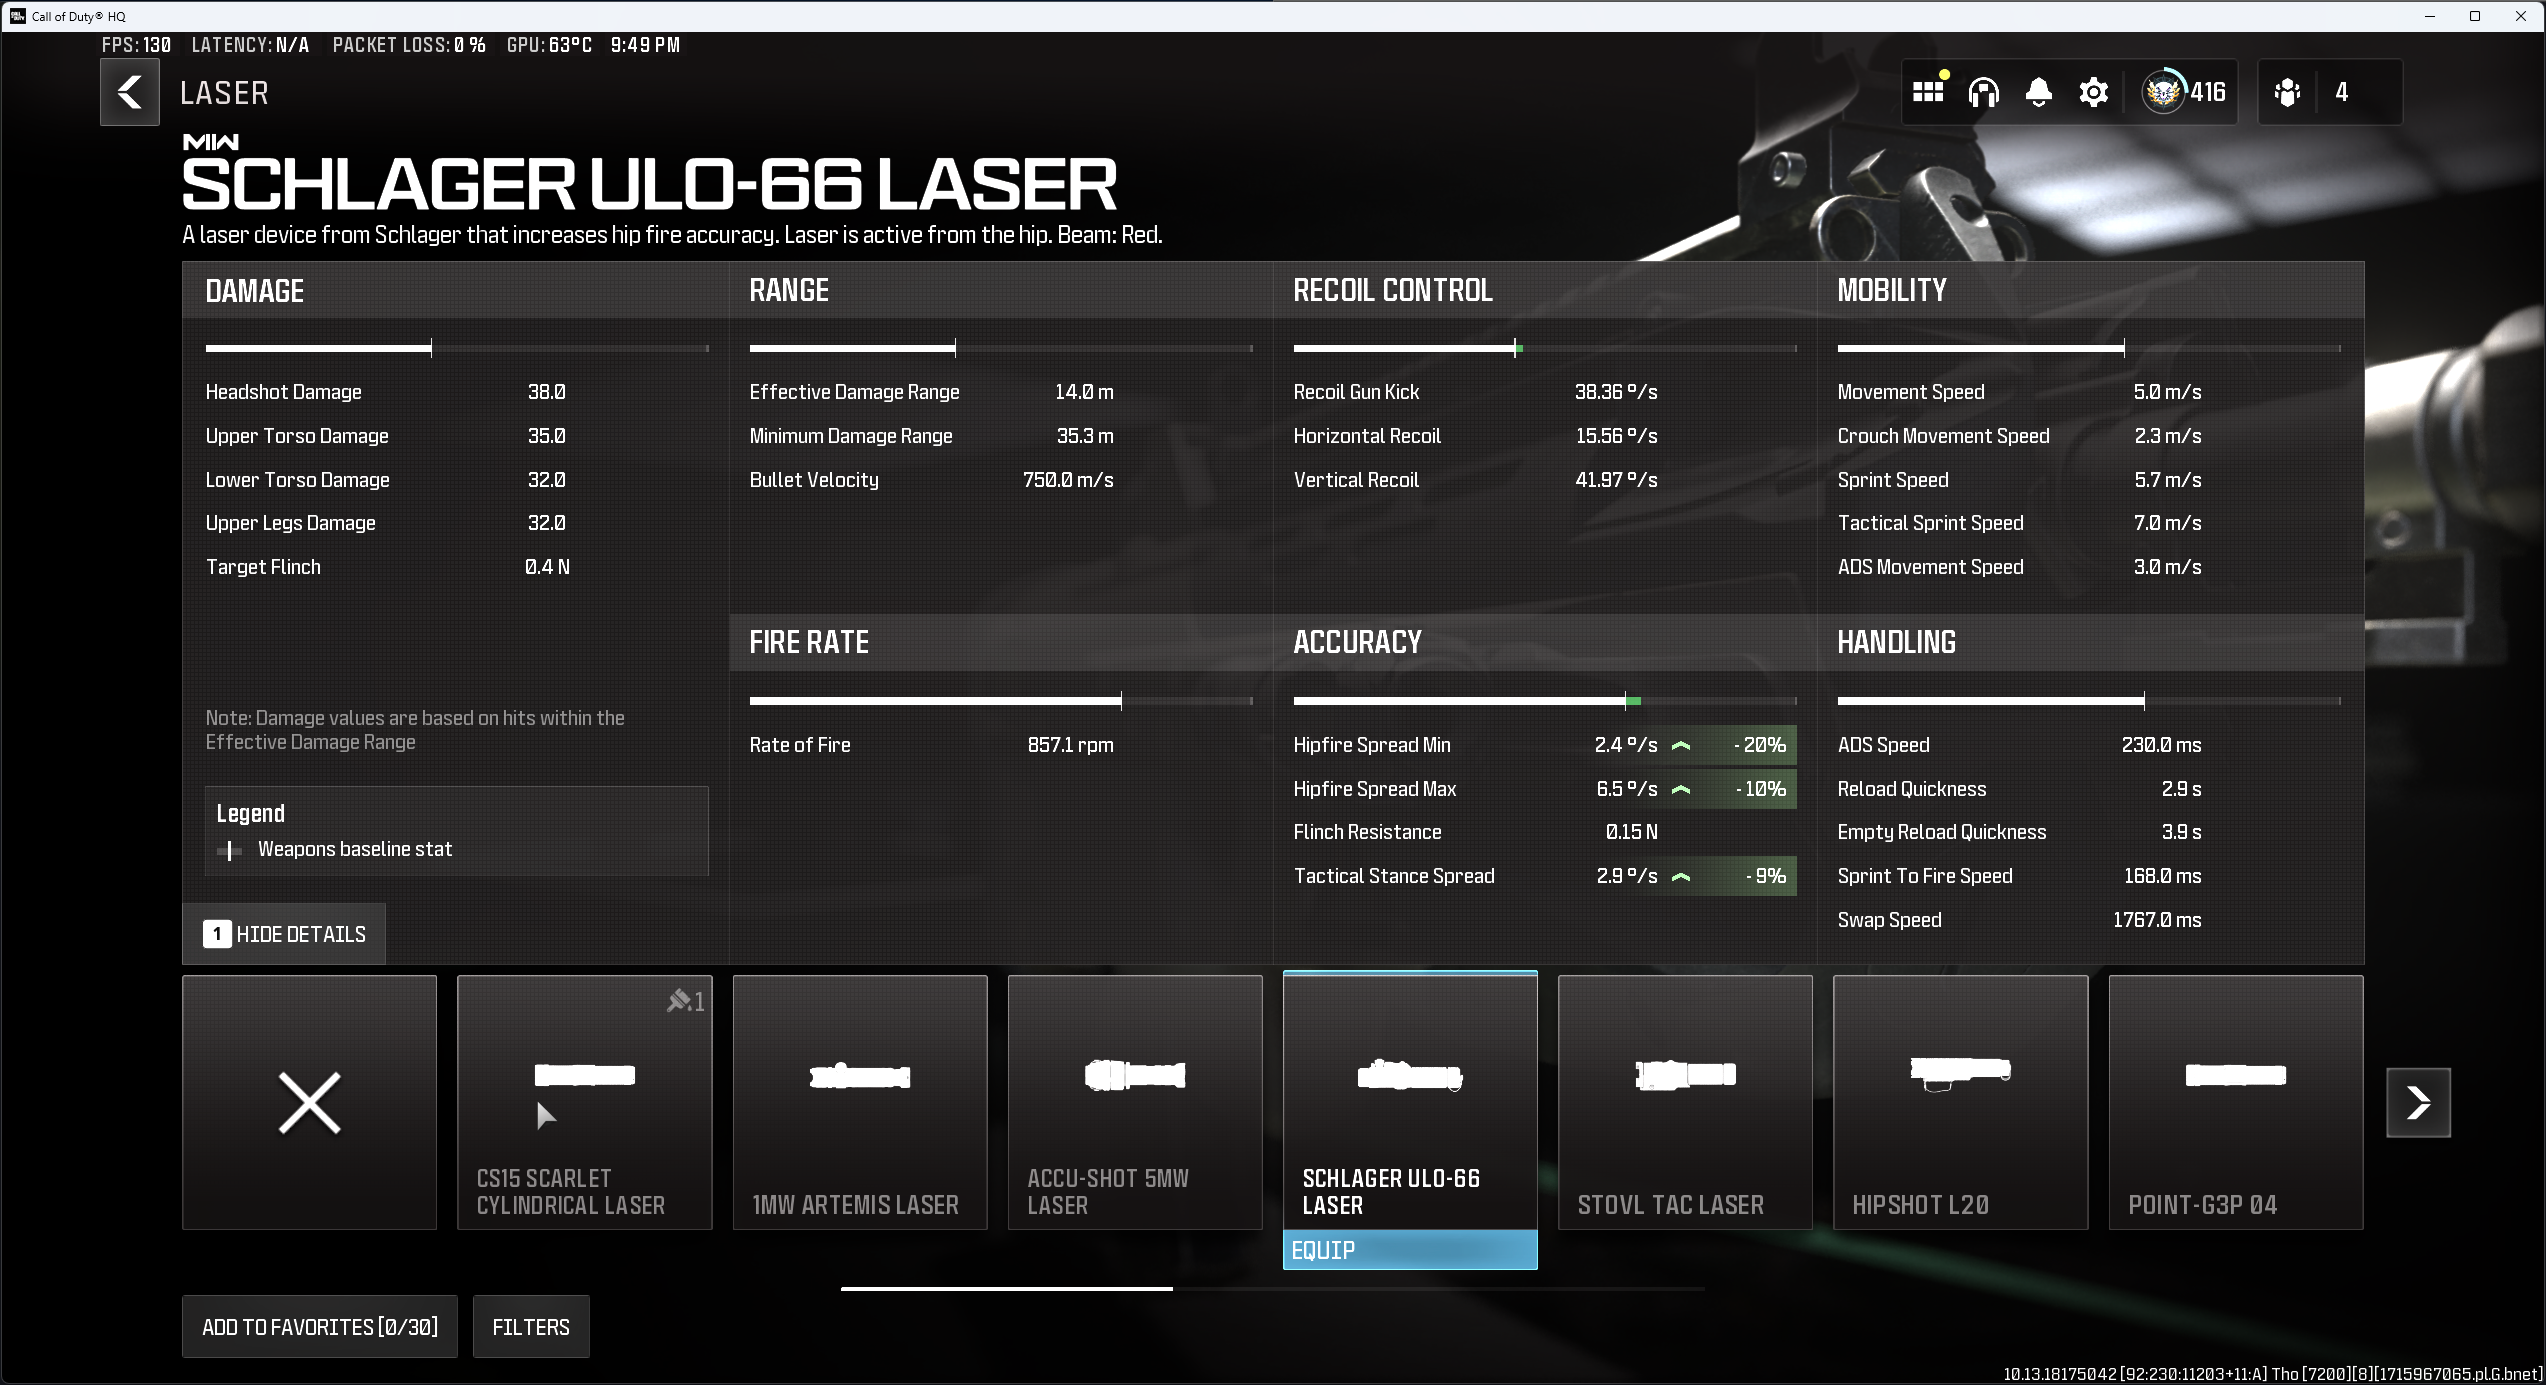 Call of Duty® HQ
FPS: 130 LATENCY: N/A PACKET LOSS: 0 % GPU: 63°C 9:49 PM
LASER
416
4
MW
SCHLAGER ULO-66 LASER
A laser device from Schlager that increases hip fire accuracy. Laser is active from the hip. Beam: Red.
DAMAGE
Headshot Damage 38.0
Upper Torso Damage 35.0
Lower Torso Damage 32.0
Upper Legs Damage 32.0
Target Flinch 0.4 N
Note: Damage values are based on hits within the
Effective Damage Range
Legend
Weapons baseline stat
1 HIDE DETAILS
RANGE
Effective Damage Range 14.0 m
Minimum Damage Range 35.3 m
Bullet Velocity 750.0 m/s
FIRE RATE
Rate of Fire 857.1 rpm
RECOIL CONTROL
Recoil Gun Kick 38.36 °/s
Horizontal Recoil 15.56 °/s
Vertical Recoil 41.97 °/s
ACCURACY
Hipfire Spread Min 2.4 °/s - 20%
Hipfire Spread Max 6.5 °/s - 10%
Flinch Resistance 0.15 N
Tactical Stance Spread 2.9 °/s - 9%
MOBILITY
Movement Speed 5.0 m/s
Crouch Movement Speed 2.3 m/s
Sprint Speed 5.7 m/s
Tactical Sprint Speed 7.0 m/s
ADS Movement Speed 3.0 m/s
HANDLING
ADS Speed 230.0 ms
Reload Quickness 2.9 s
Empty Reload Quickness 3.9 s
Sprint To Fire Speed 168.0 ms
Swap Speed 1767.0 ms
1
CS15 SCARLET
CYLINDRICAL LASER
1MW ARTEMIS LASER
ACCU-SHOT 5MW
LASER
SCHLAGER ULO-66
LASER
EQUIP
STOVL TAC LASER
HIPSHOT L20
POINT-G3P 04
ADD TO FAVORITES [0/30]
FILTERS
10.13.18175042 [92:230:11203+11:A] Tho [7200][8][1715967065.pl.G.bnet]